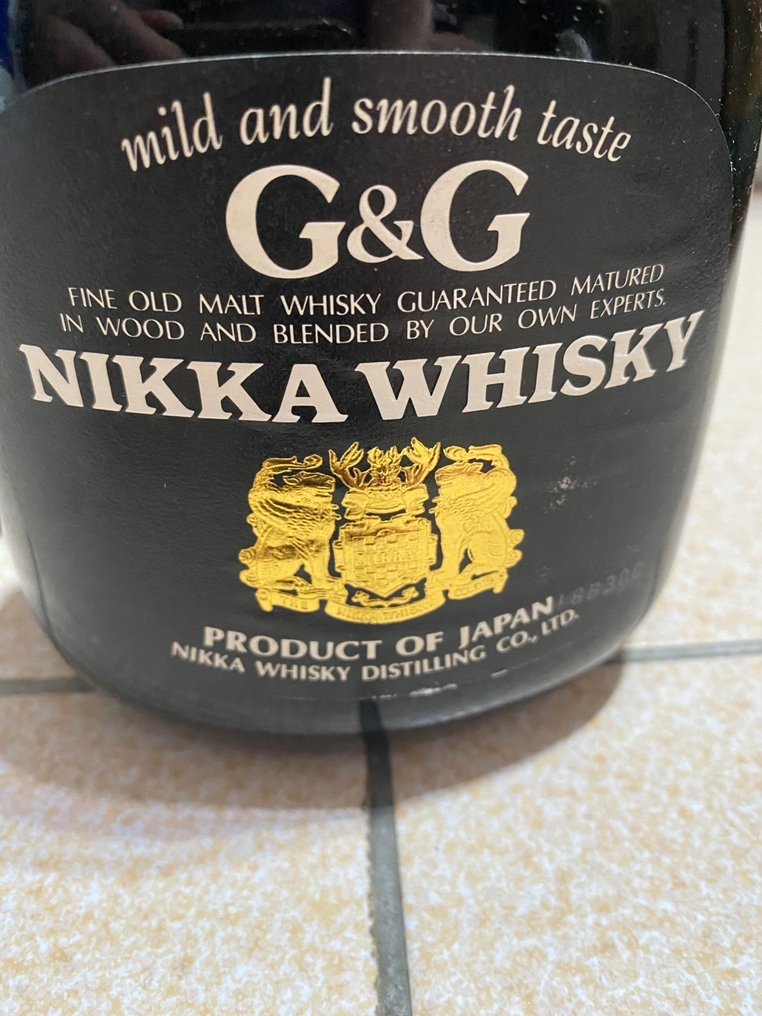 mild and smooth taste
G&G
FINE OLD MALT WHISKY GUARANTEED MATURED
IN WOOD AND BLENDED BY OUR OWN EXPERTS.
NIKKA WHISKY
PRODUCT OF JAPAN
NIKKA WHISKY DISTILLING CO., LTD.